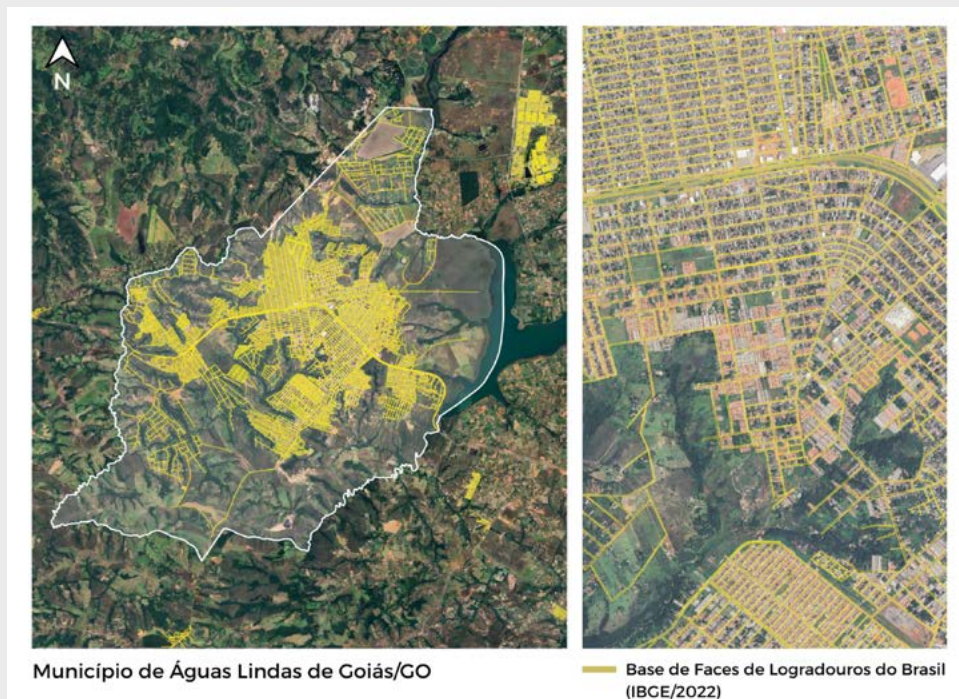 N
Município de Águas Lindas de Goiás/GO
Base de Faces de Logradouros do Brasil
(IBGE/2022)